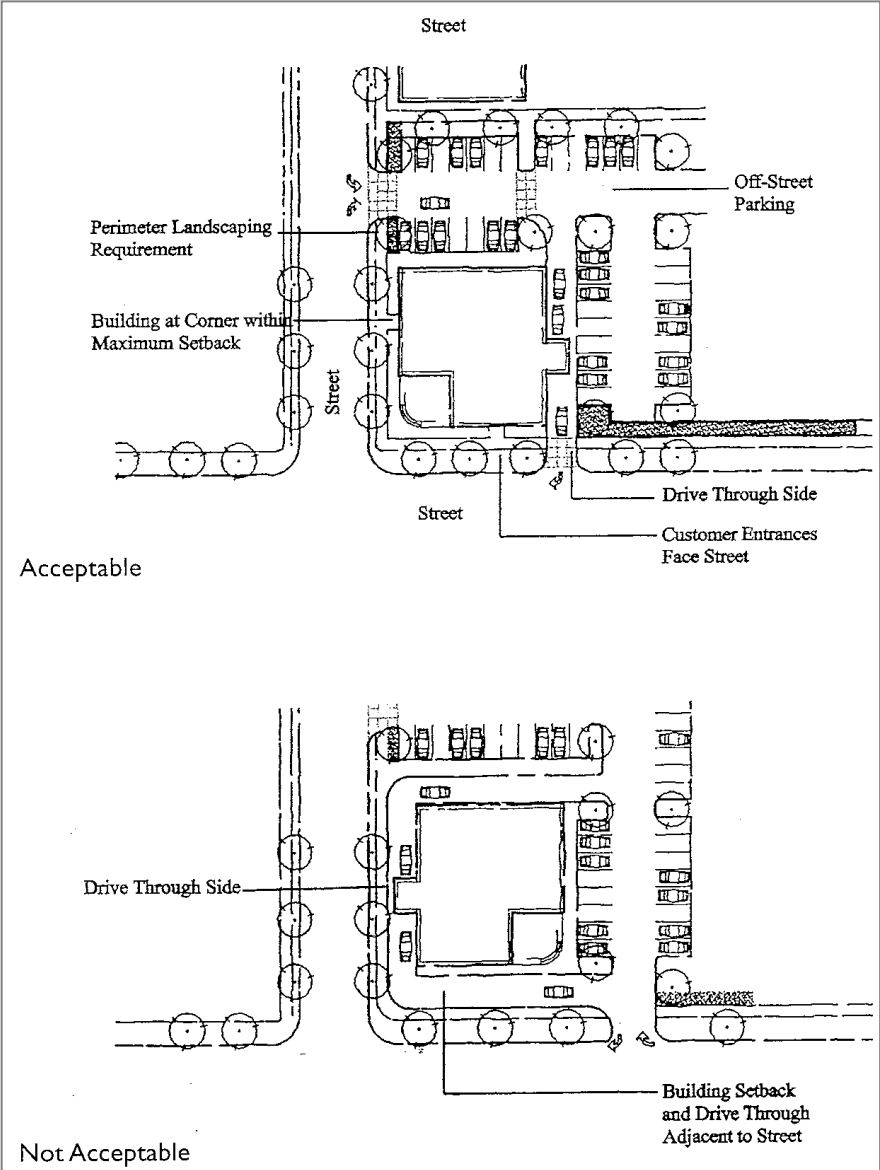 Street
Off-Street
Parking
Perimeter Landscaping
Requirement
Building at Corner within
Maximum Setback
Street
Drive Through Side
Street
Customer Entrances
Face Street
Acceptable
Drive Through Side
Building Setback
and Drive Through
Adjacent to Street
Not Acceptable